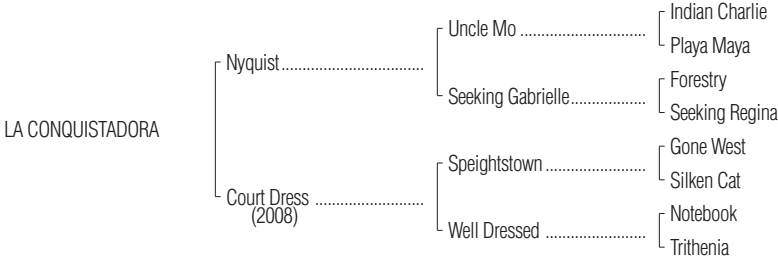 Indian Charlie
Uncle Mo ................................
Playa Maya
Nyquist....................................
Forestry
Seeking Gabrielle...................
Seeking Regina
LA CONQUISTADORA
Gone West
Speightstown .........................
Silken Cat
Court Dress ...........................
(2008)
Notebook
Well Dressed .........................
Trithenia